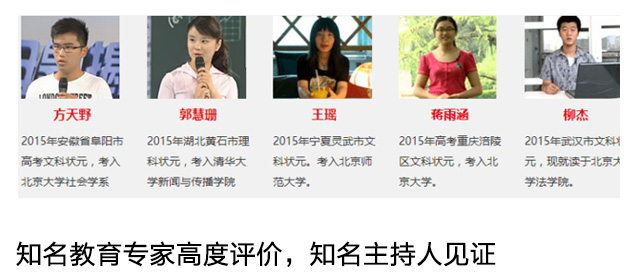 方天野
2015年安徽省阜阳市
高考文科状元，考入
北京大学社会学系
郭慧珊
2015年湖北黄石市理
科状元，考入清华大
学新闻与传播学院
王瑶
2015年宁夏灵武市文
科状元。考入北京师
范大学。
蒋雨涵
2015年高考重庆涪陵
区文科状元，考入北
京大学。
柳杰
2015年武汉市文科状
元，现就读于北京大
学法学院。
知名教育专家高度评价，知名主持人见证